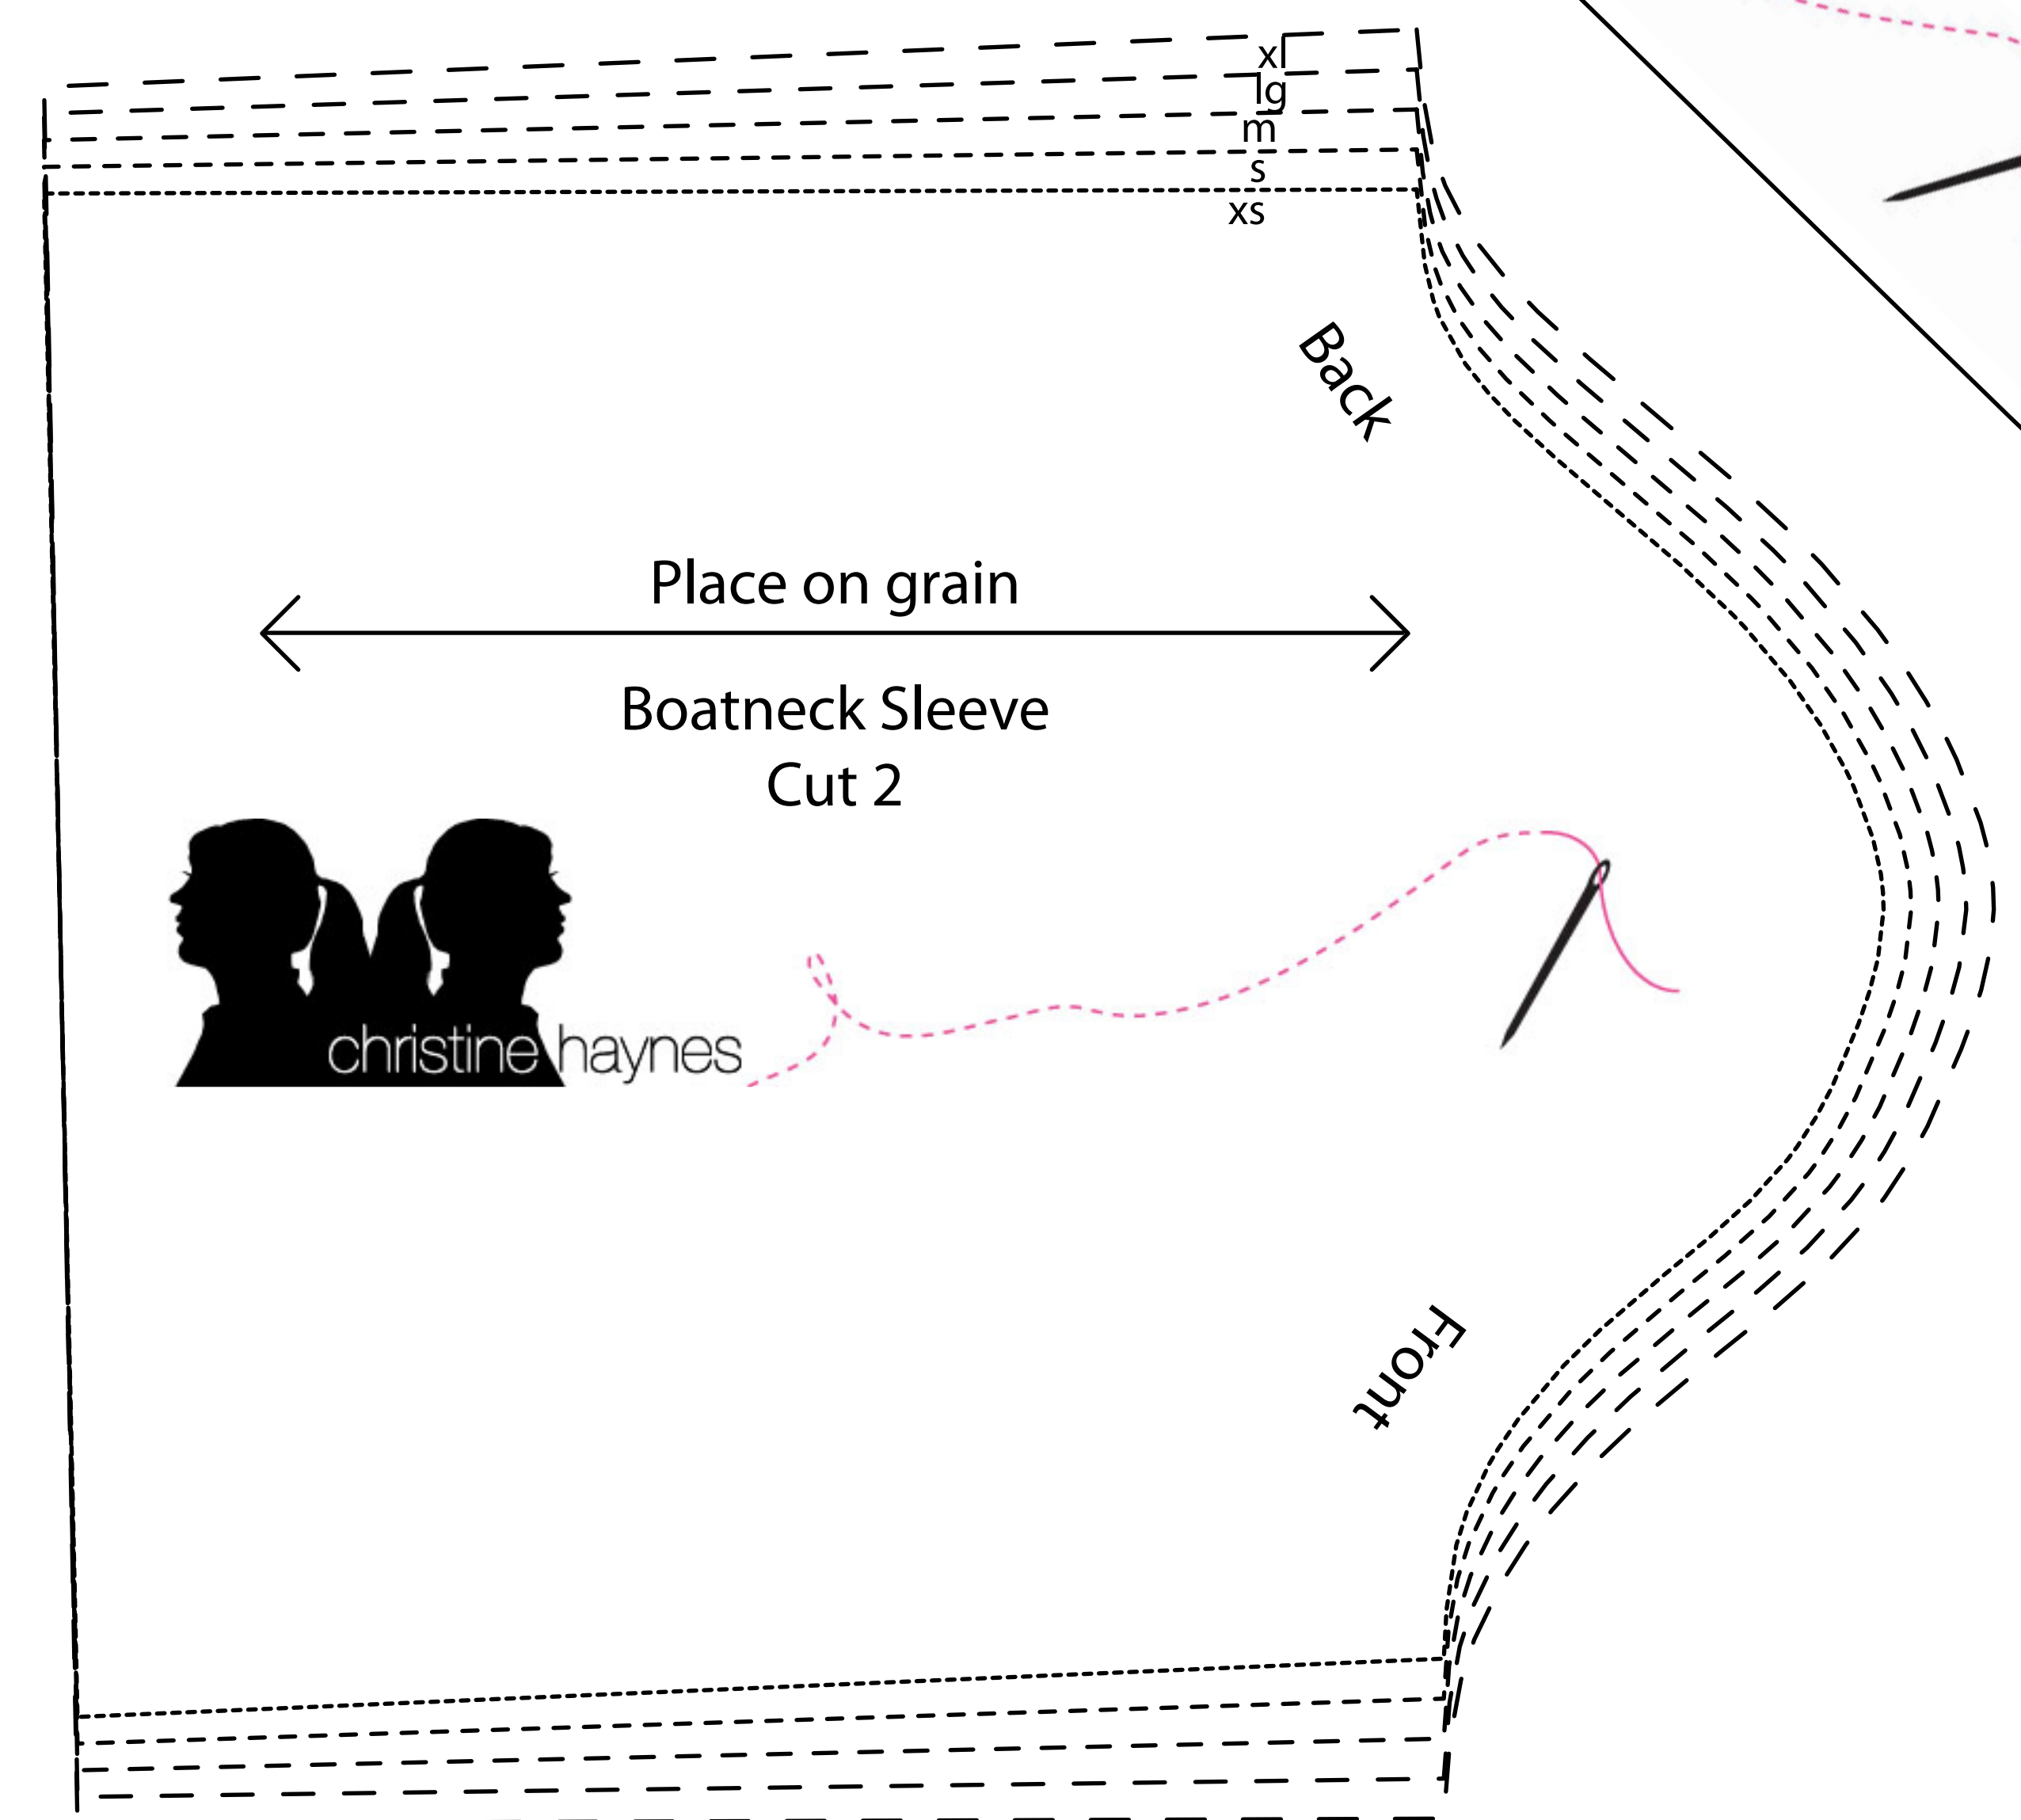 xl
lg
m
s
xs
Back
Place on grain
Boatneck Sleeve
Cut 2
christine haynes
Front